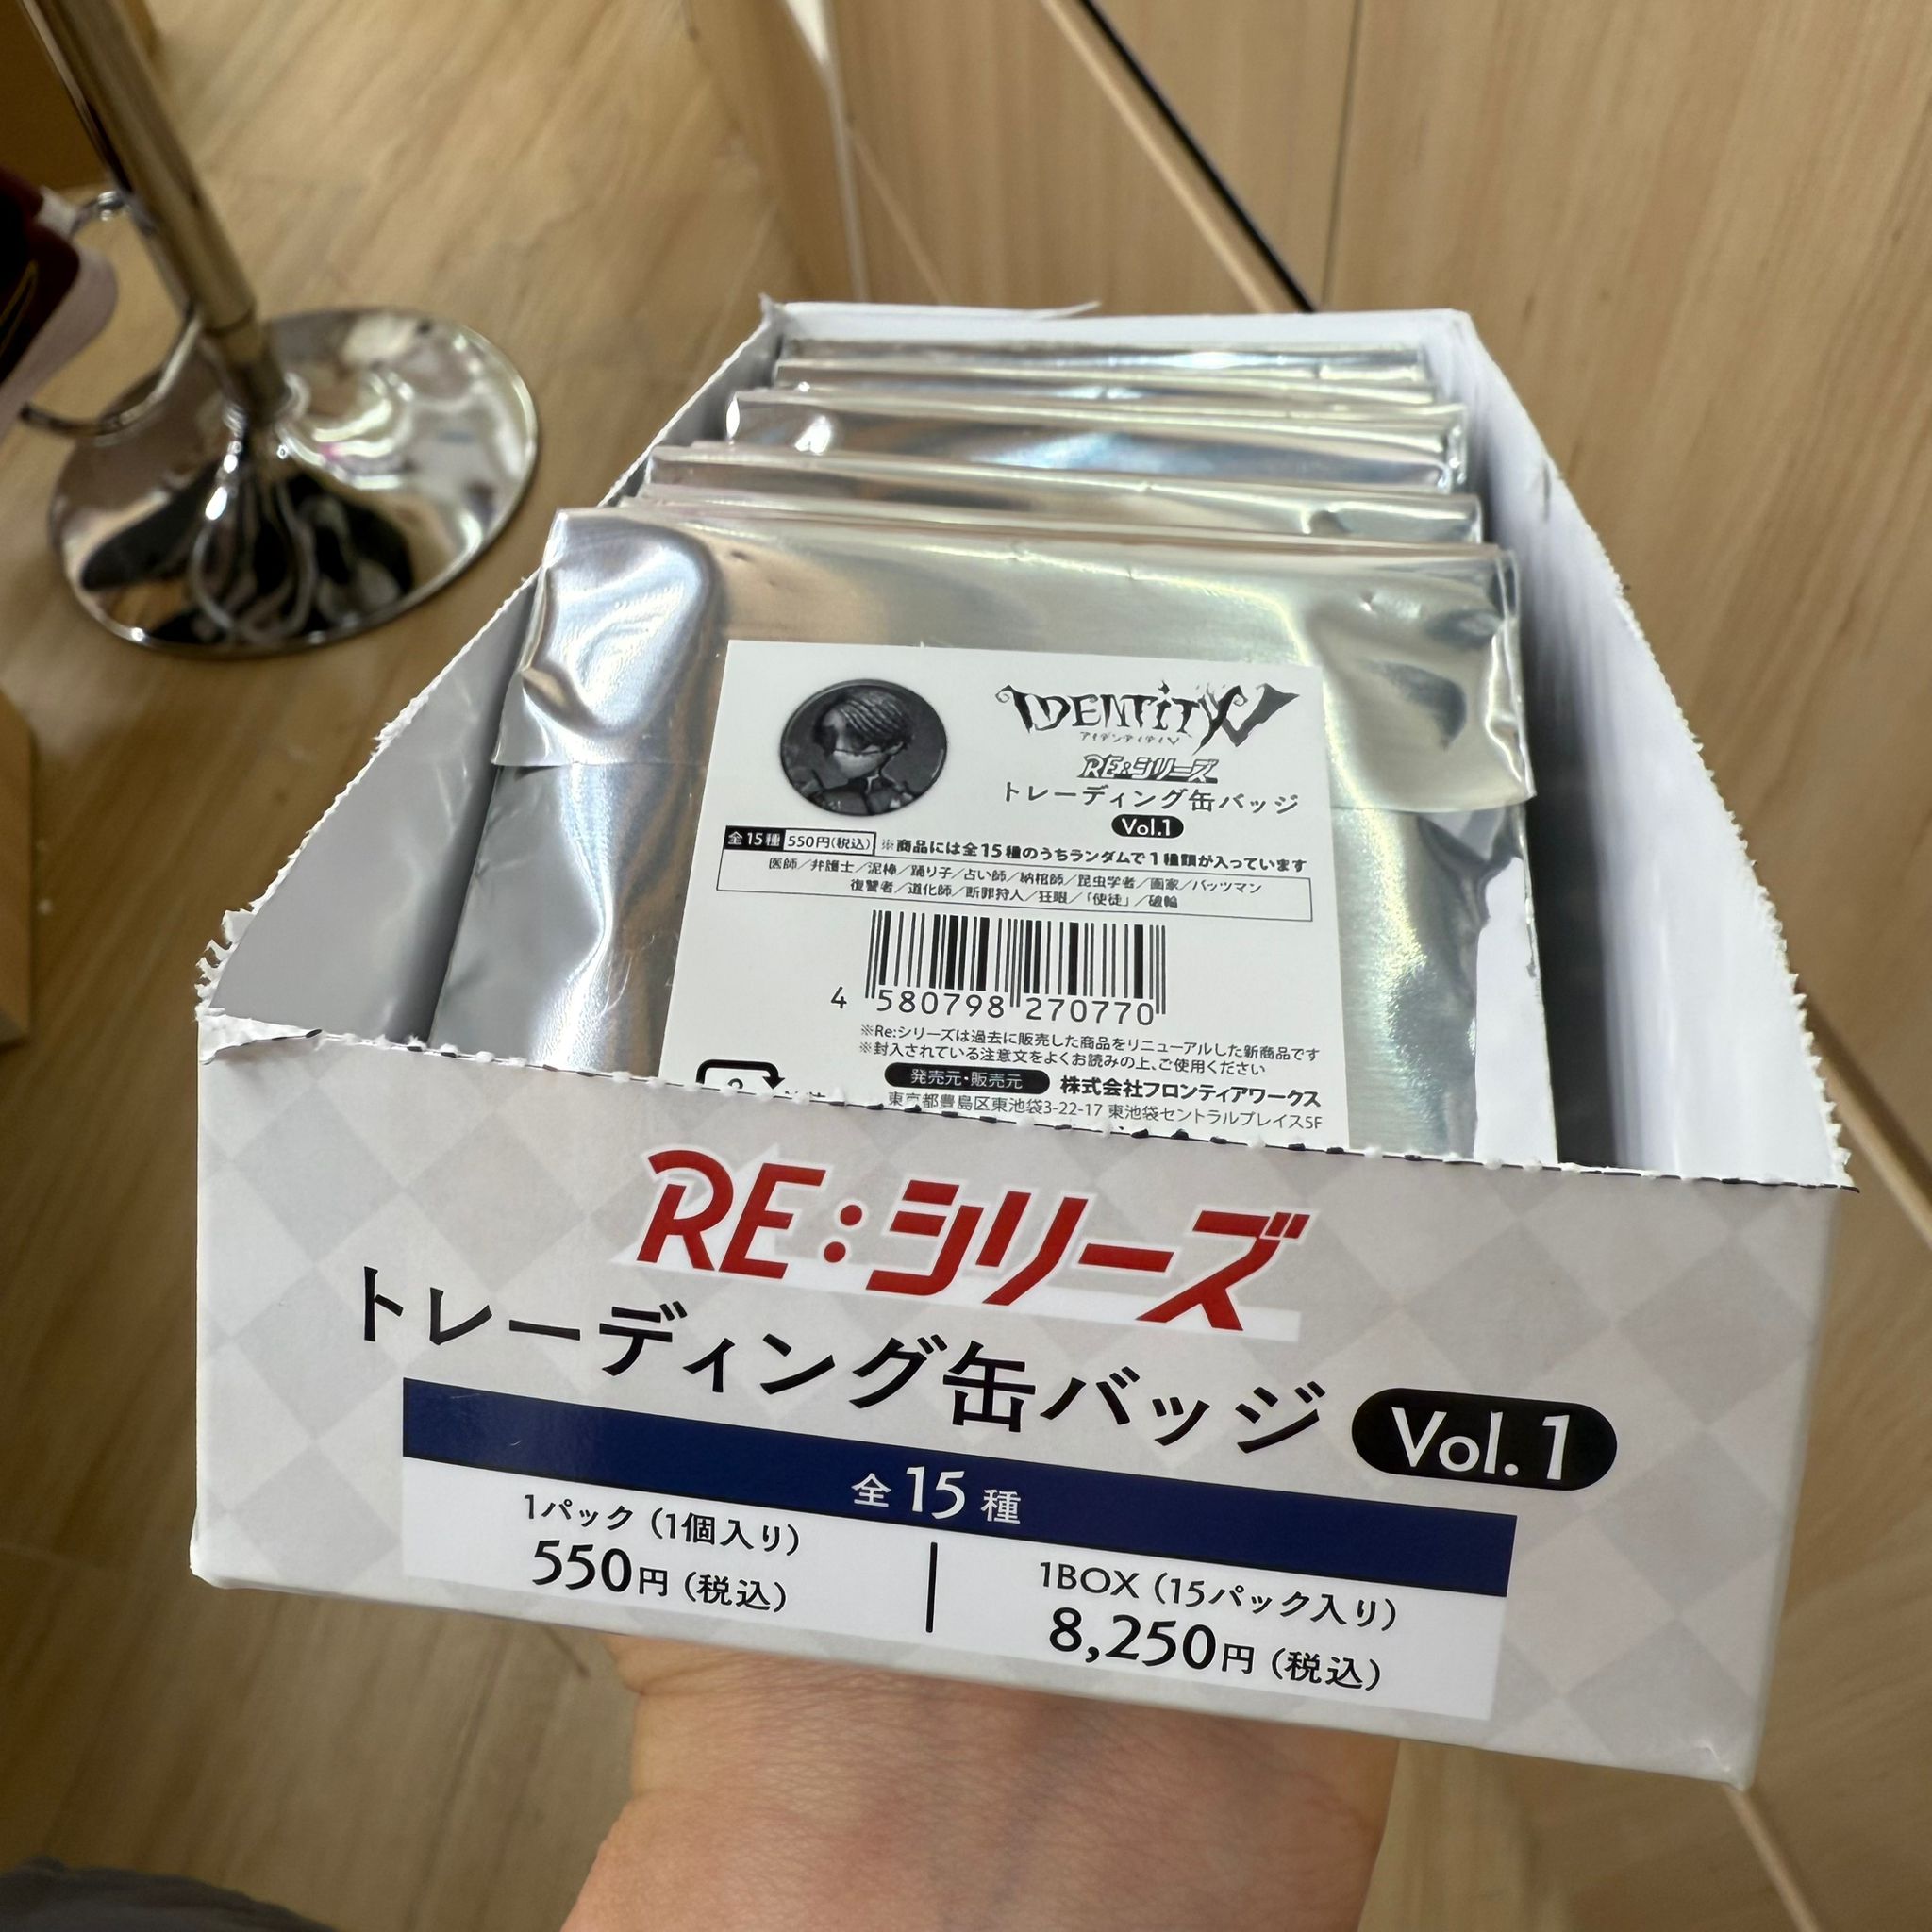 IDENTITY V
アイデンティティV
RE:シリーズ
トレーディング缶バッジ
Vol.1
全15種 550円(税込) ※商品には全15種のうちランダムで1種類が入っています
医師／弁護士／泥棒／踊り子／占い師／納棺師／昆虫学者／画家／バッツマン
復讐者／道化師／断罪狩人／狂眼／「使徒」／破輪
4 580798 270770
※Re:シリーズは過去に販売した商品をリニューアルした新商品です
※封入されている注意文をよくお読みの上、ご使用ください
発売元・販売元 株式会社フロンティアワークス
東京都豊島区東池袋3-22-17 東池袋セントラルプレイス5F
RE:シリーズ
トレーディング缶バッジ Vol.1
全15種
1パック（1個入り）
550円（税込）
1BOX（15パック入り）
8,250円（税込）